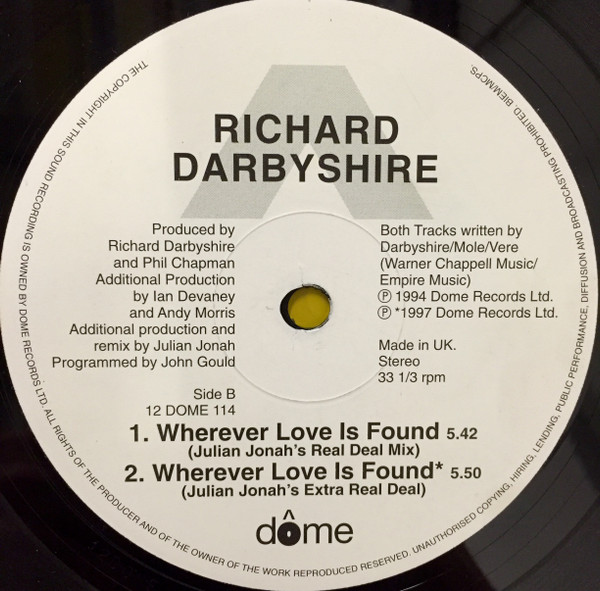 RICHARD
DARBYSHIRE
Produced by
Richard Darbyshire
and Phil Chapman
Additional Production
by Ian Devaney
and Andy Morris
Additional production and
remix by Julian Jonah
Programmed by John Gould
Both Tracks written by
Darbyshire/Mole/Vere
(Warner Chappell Music/
Empire Music)
℗ 1994 Dome Records Ltd.
℗ *1997 Dome Records Ltd.
Made in UK.
Stereo
33 1/3 rpm
Side B
12 DOME 114
1. Wherever Love Is Found 5.42
(Julian Jonah's Real Deal Mix)
2. Wherever Love Is Found* 5.50
(Julian Jonah's Extra Real Deal)
dôme
THE COPYRIGHT IN THIS SOUND RECORDING IS OWNED BY DOME RECORDS LTD. ALL RIGHTS OF THE PRODUCER AND OF THE OWNER OF THE WORK REPRODUCED RESERVED. UNAUTHORISED COPYING, HIRING, LENDING, PUBLIC PERFORMANCE, DIFFUSION AND BROADCASTING PROHIBITED. BIEM/MCPS.